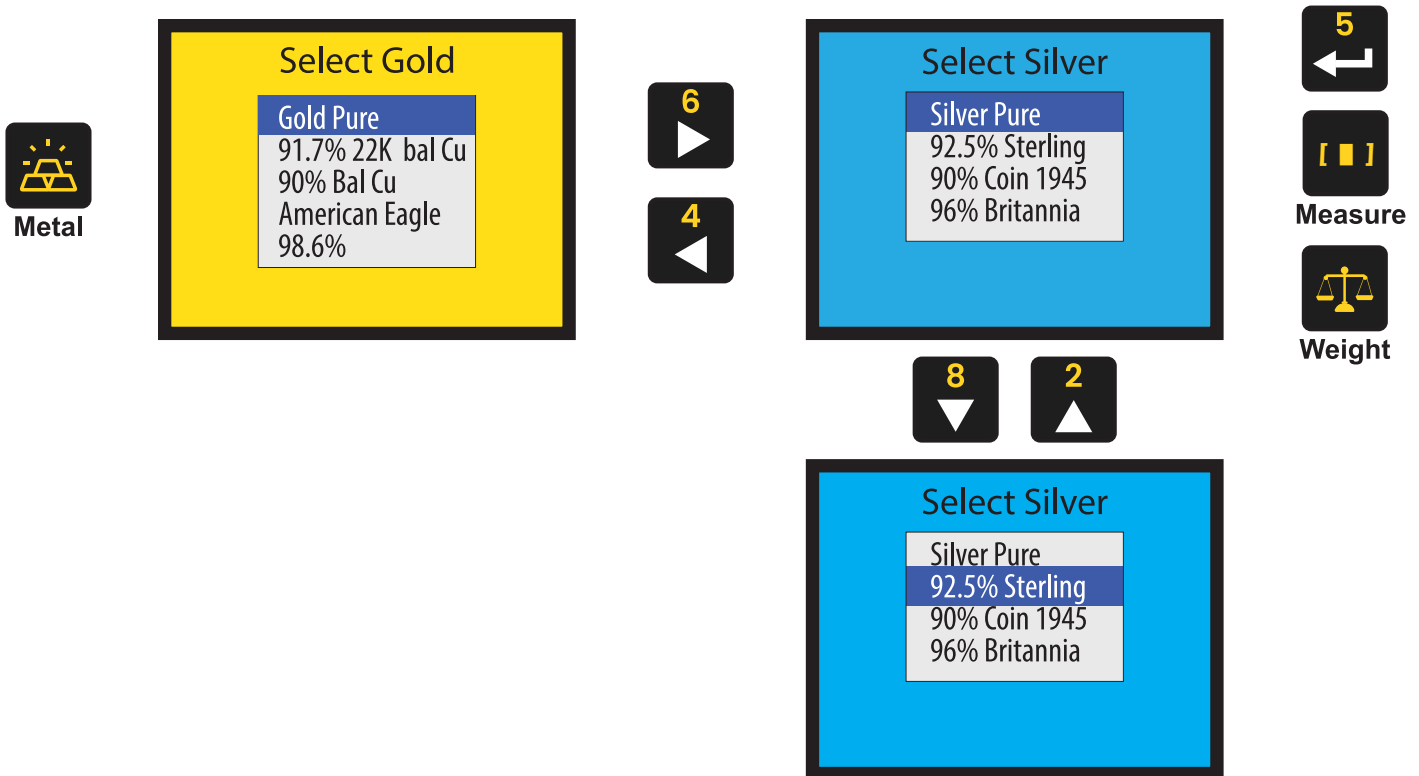 Metal
Select Gold
Gold Pure
91.7% 22K bal Cu
90% Bal Cu
American Eagle
98.6%
6
4
Select Silver
Silver Pure
92.5% Sterling
90% Coin 1945
96% Britannia
5
Measure
Weight
8
2
Select Silver
Silver Pure
92.5% Sterling
90% Coin 1945
96% Britannia